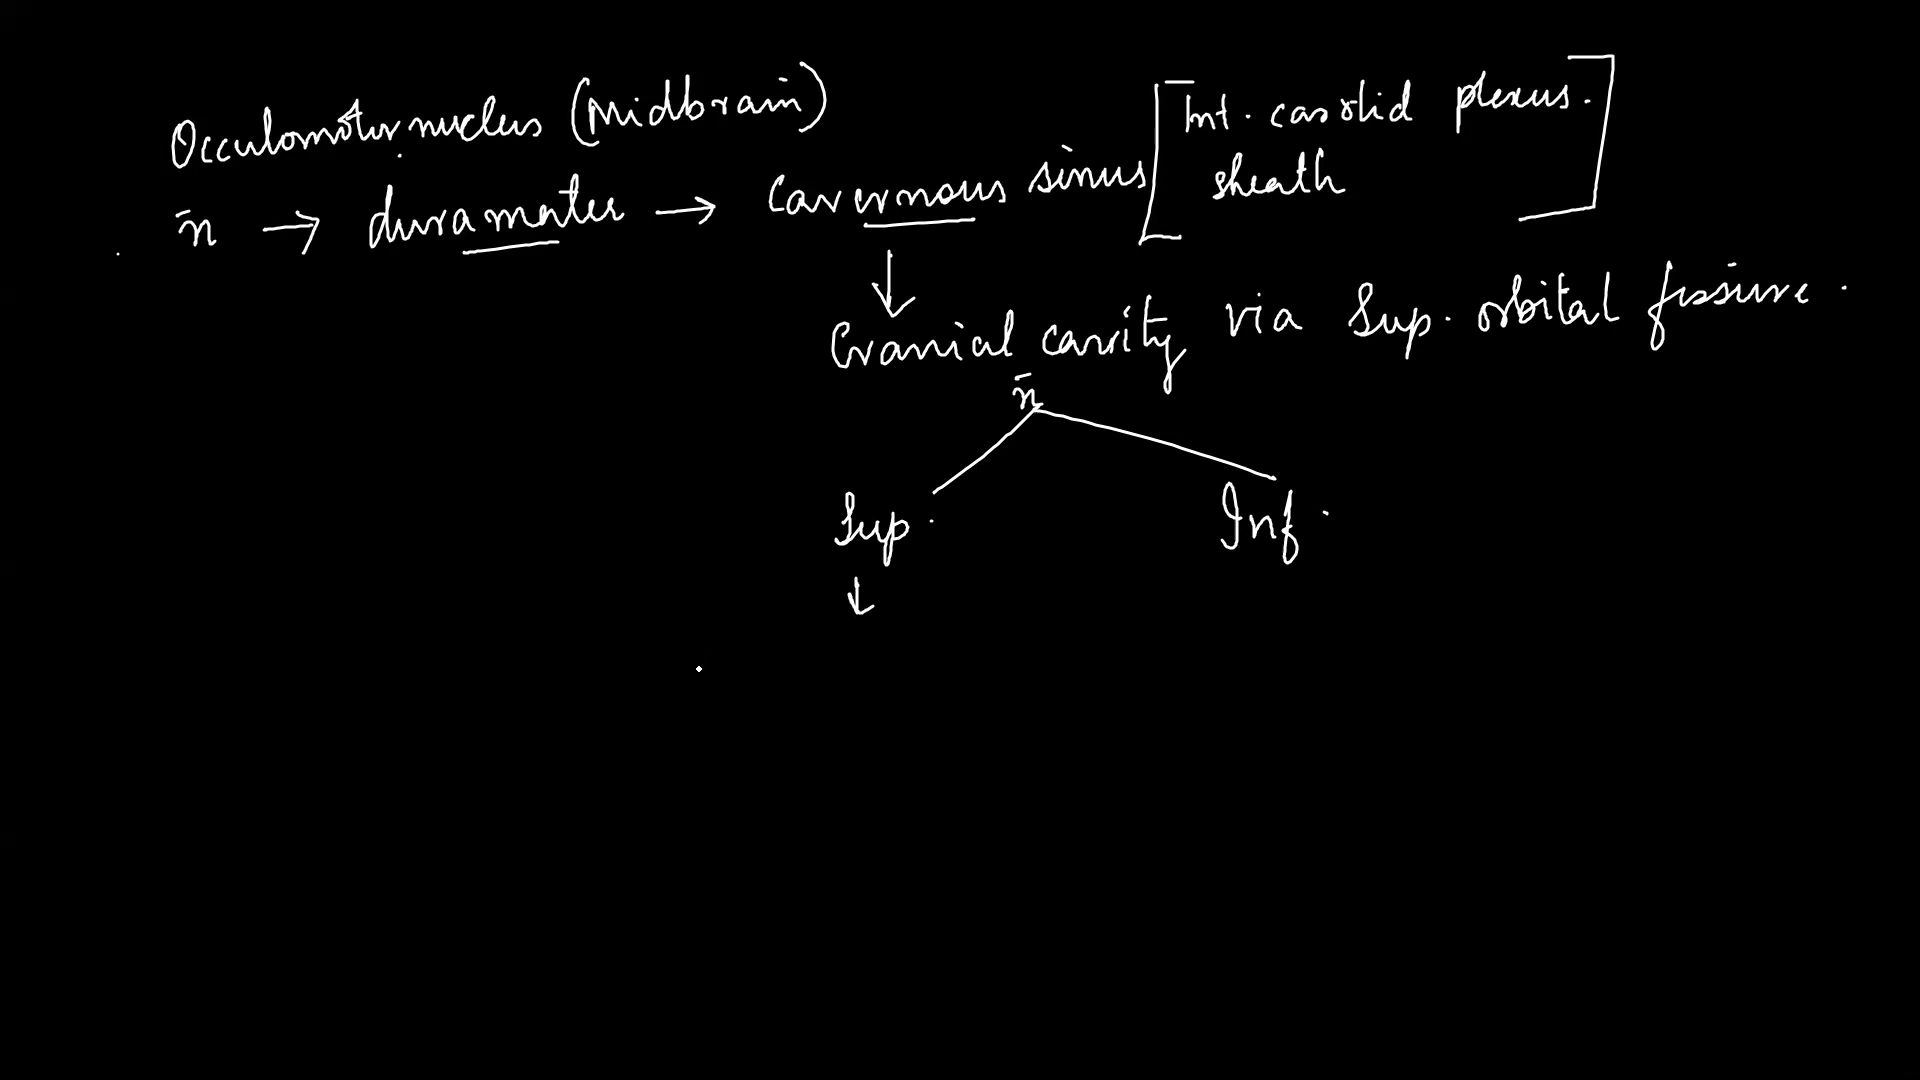 Occulomotor nucleus (Midbrain)
n̄ → duramater → Cavernous sinus [Int. carotid plexus. sheath]
↓
Cranial cavity via Sup. orbital fissure.
n̄
Sup. Inf.
↓